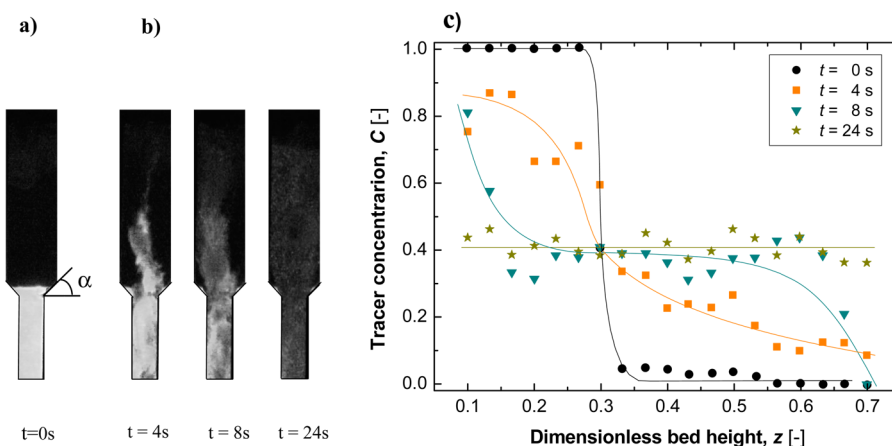 a)
b)
c)
α
t=0s
t = 4s
t = 8s
t = 24s
Tracer concentrarion, C [-]
1.0
0.8
0.6
0.4
0.2
0.0
t = 0 s
t = 4 s
t = 8 s
t = 24 s
0.1 0.2 0.3 0.4 0.5 0.6 0.7
Dimensionless bed height, z [-]